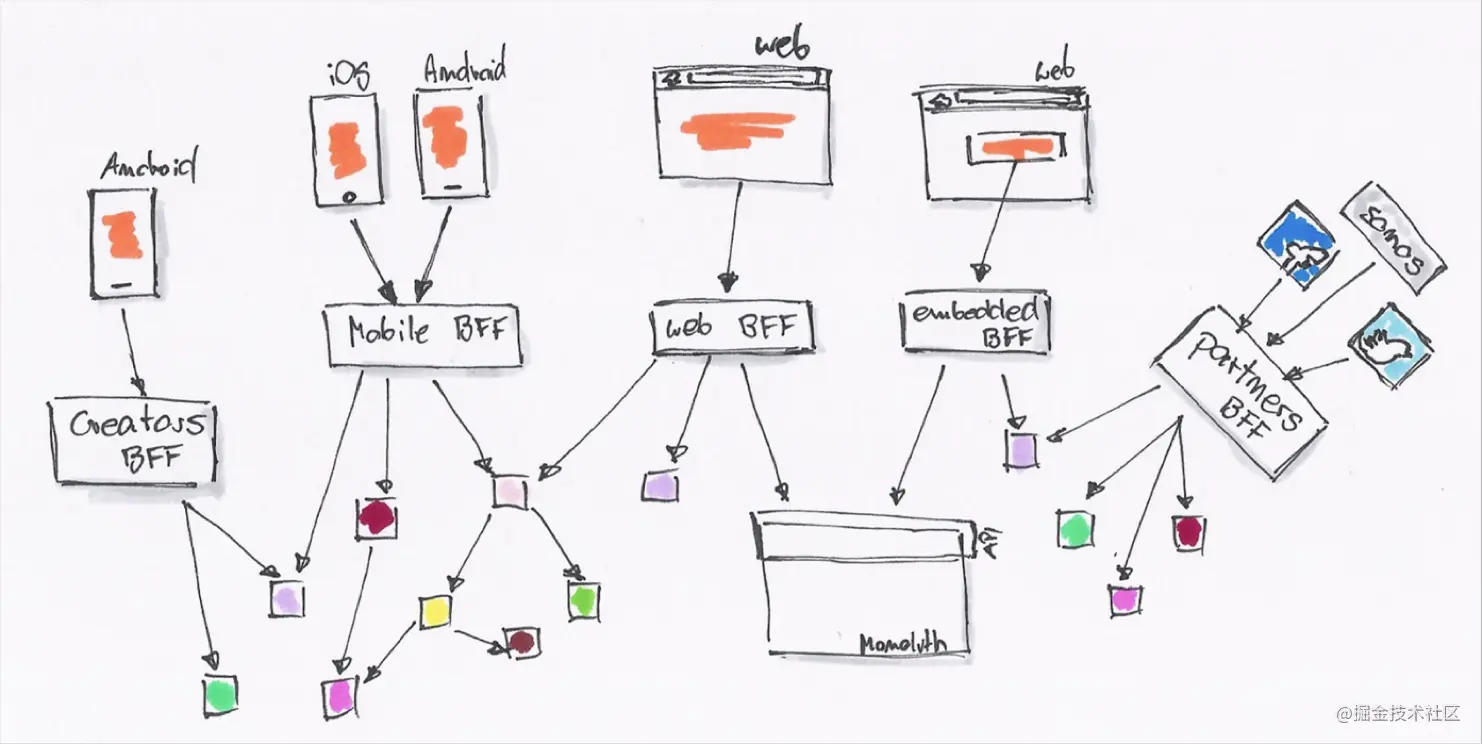 iOS
Android
web
web
Android
sonos
Mobile BFF
web BFF
embedded
BFF
partners
BFF
Creators
BFF
API
Monolith
@掘金技术社区